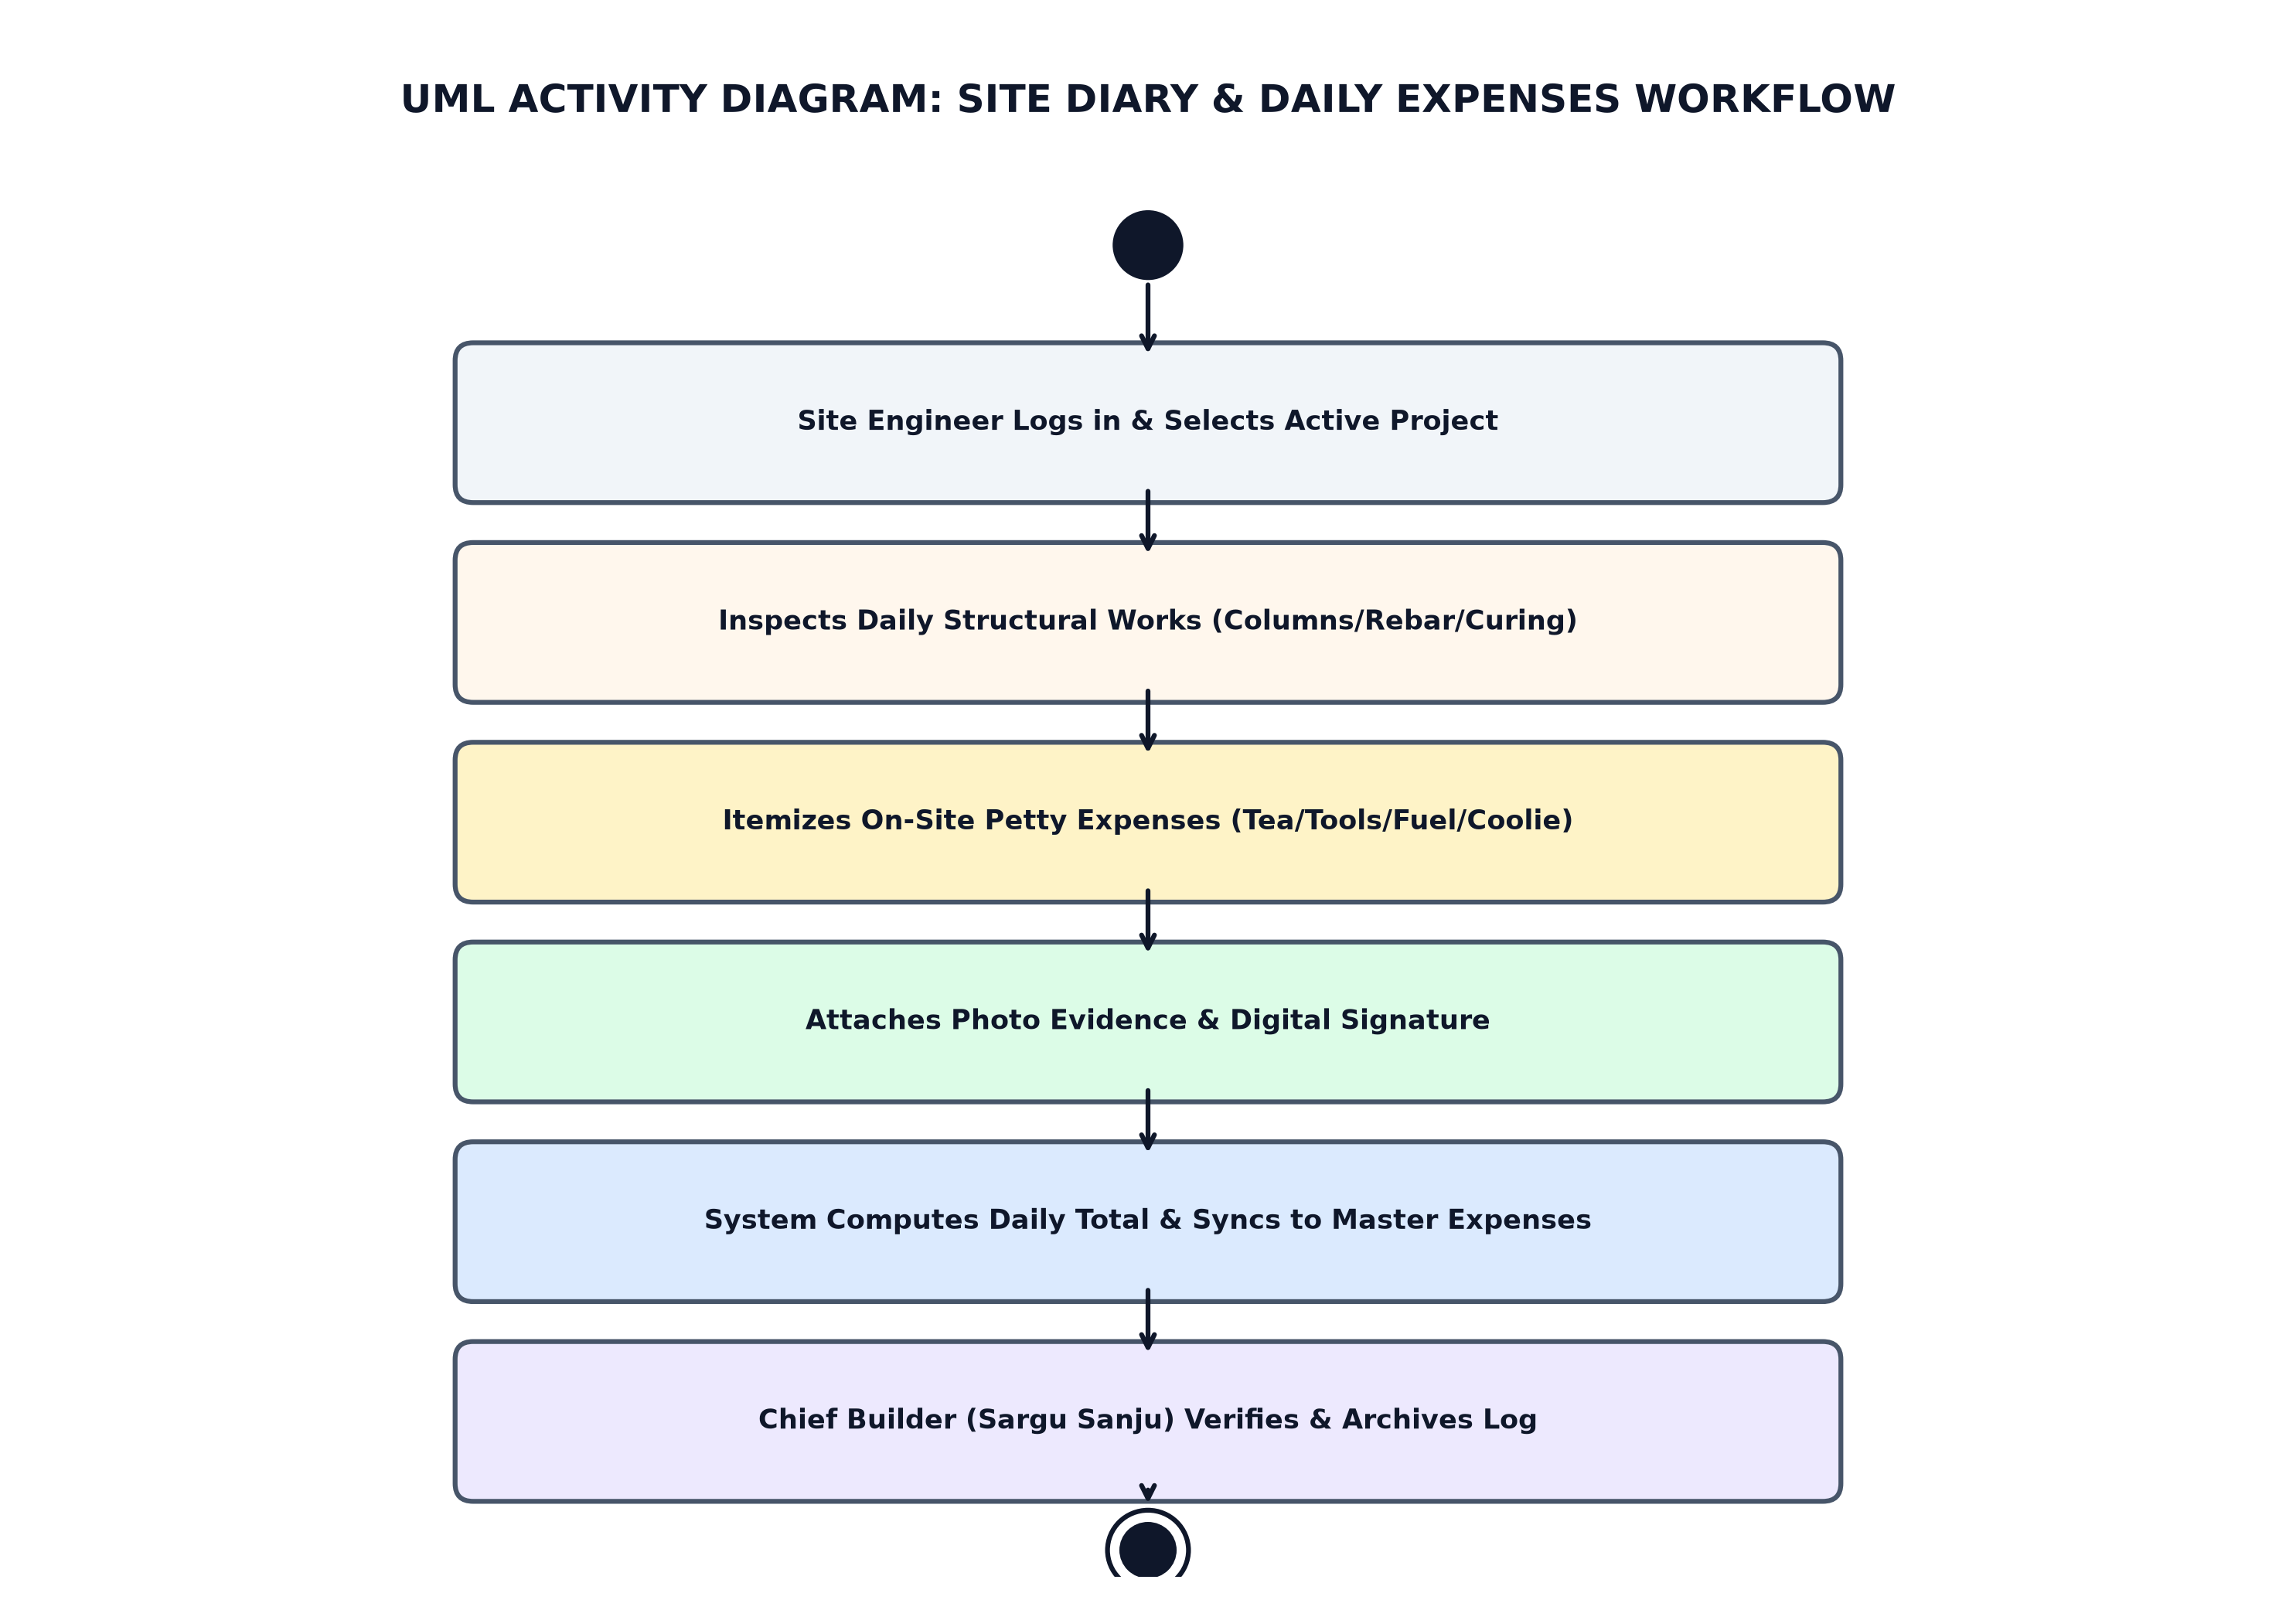 UML ACTIVITY DIAGRAM: SITE DIARY & DAILY EXPENSES WORKFLOW
Site Engineer Logs in & Selects Active Project
Inspects Daily Structural Works (Columns/Rebar/Curing)
Itemizes On-Site Petty Expenses (Tea/Tools/Fuel/Coolie)
Attaches Photo Evidence & Digital Signature
System Computes Daily Total & Syncs to Master Expenses
Chief Builder (Sargu Sanju) Verifies & Archives Log